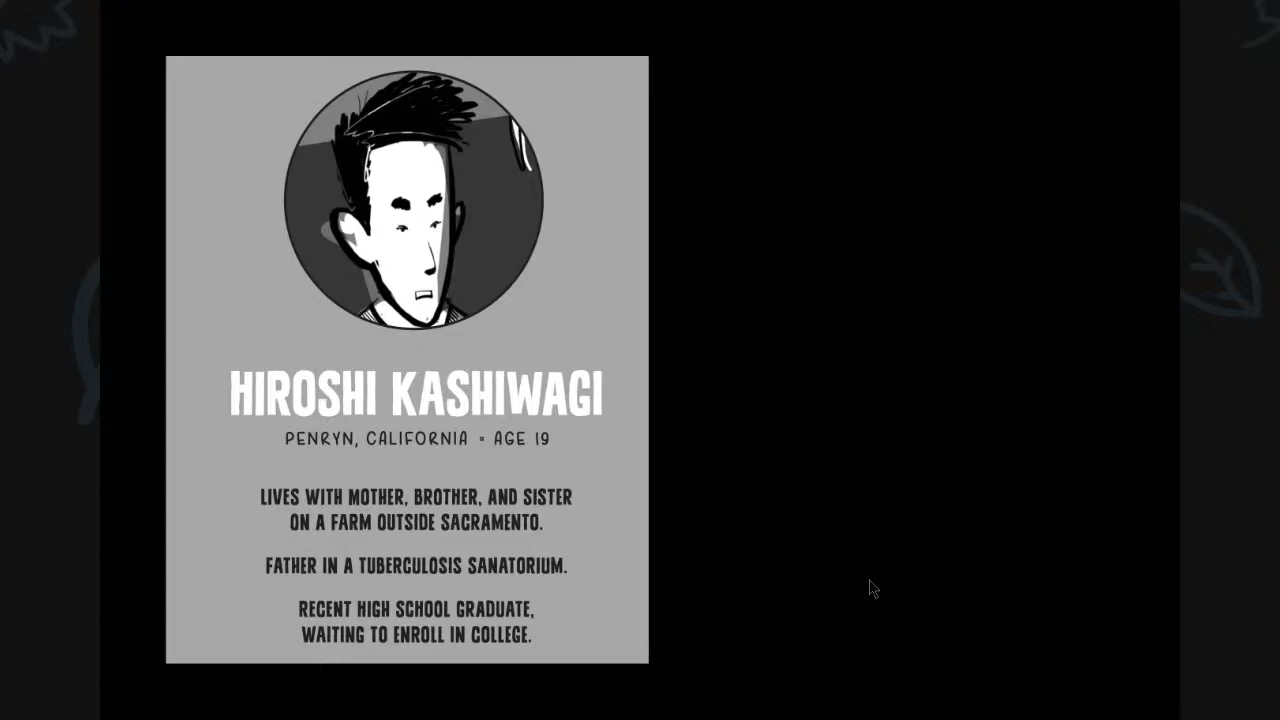 HIROSHI KASHIWAGI
PENRYN, CALIFORNIA ▪ AGE 19
LIVES WITH MOTHER, BROTHER, AND SISTER
ON A FARM OUTSIDE SACRAMENTO.
FATHER IN A TUBERCULOSIS SANATORIUM.
RECENT HIGH SCHOOL GRADUATE,
WAITING TO ENROLL IN COLLEGE.